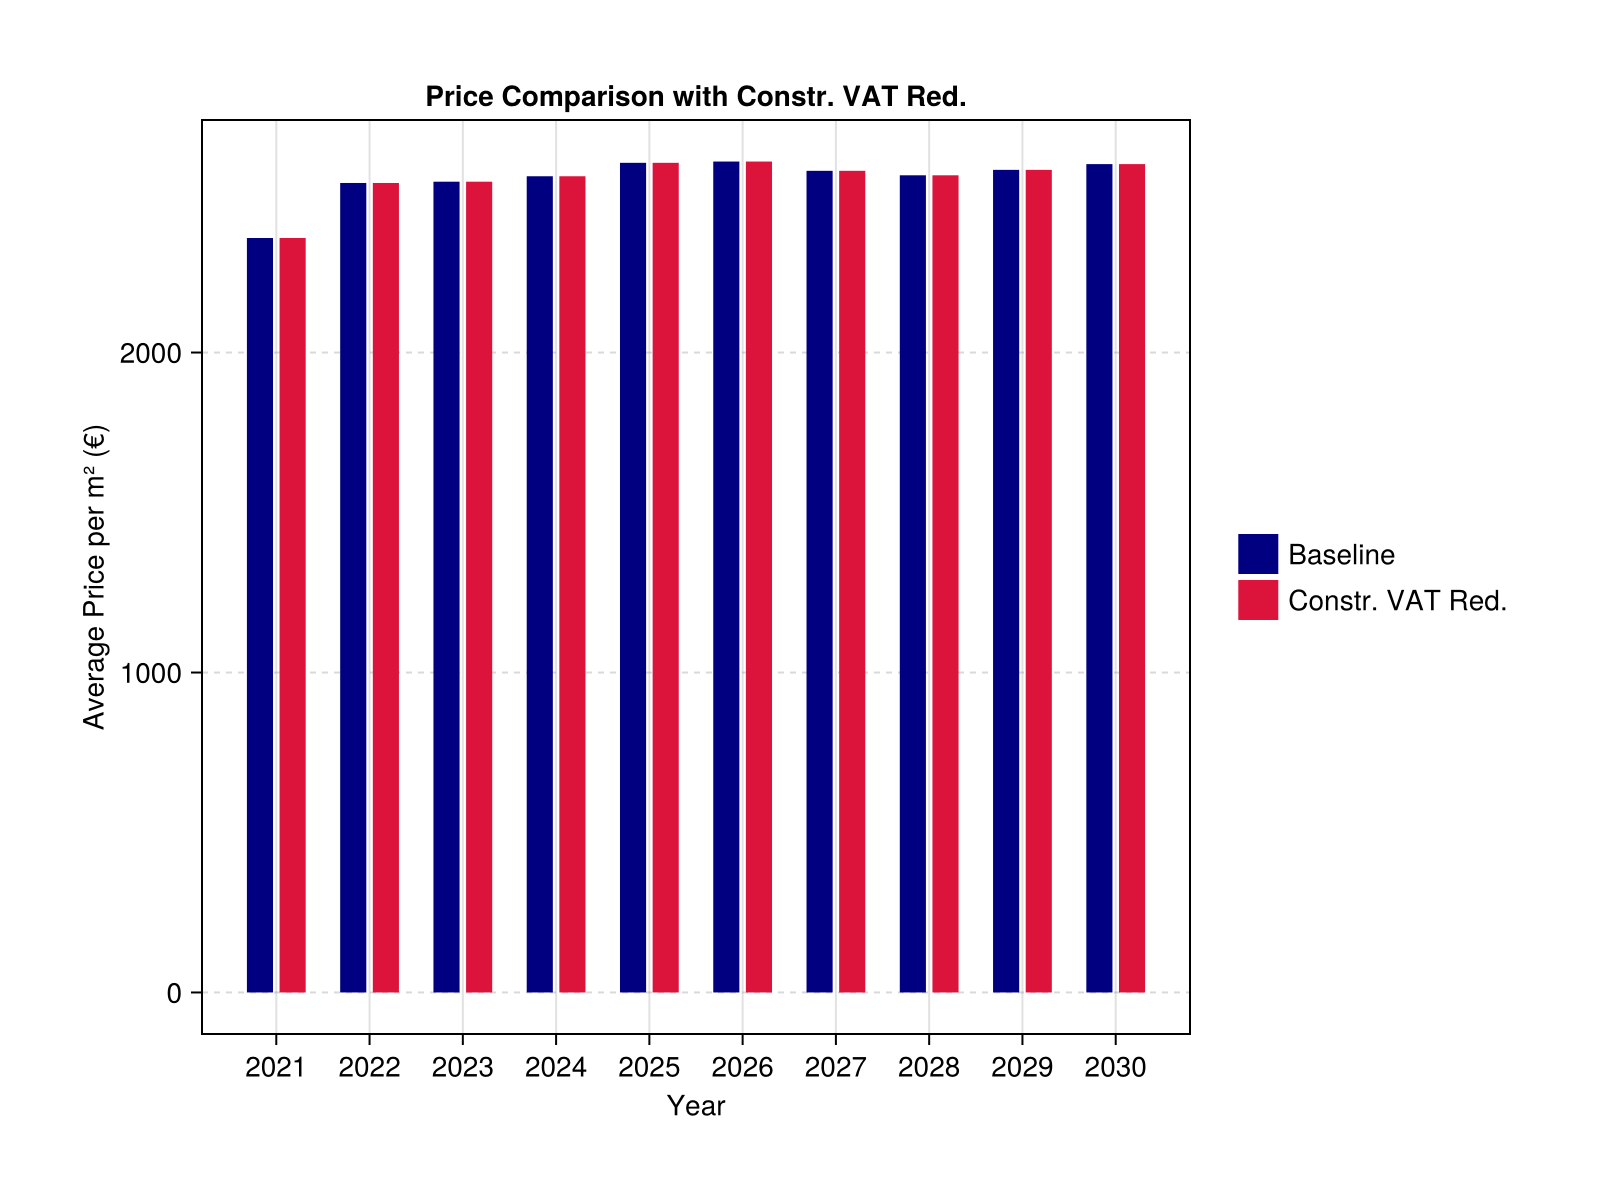 Price Comparison with Constr. VAT Red.
Average Price per m² (€)
2000
1000
0
2021 2022 2023 2024 2025 2026 2027 2028 2029 2030
Year
Baseline
Constr. VAT Red.